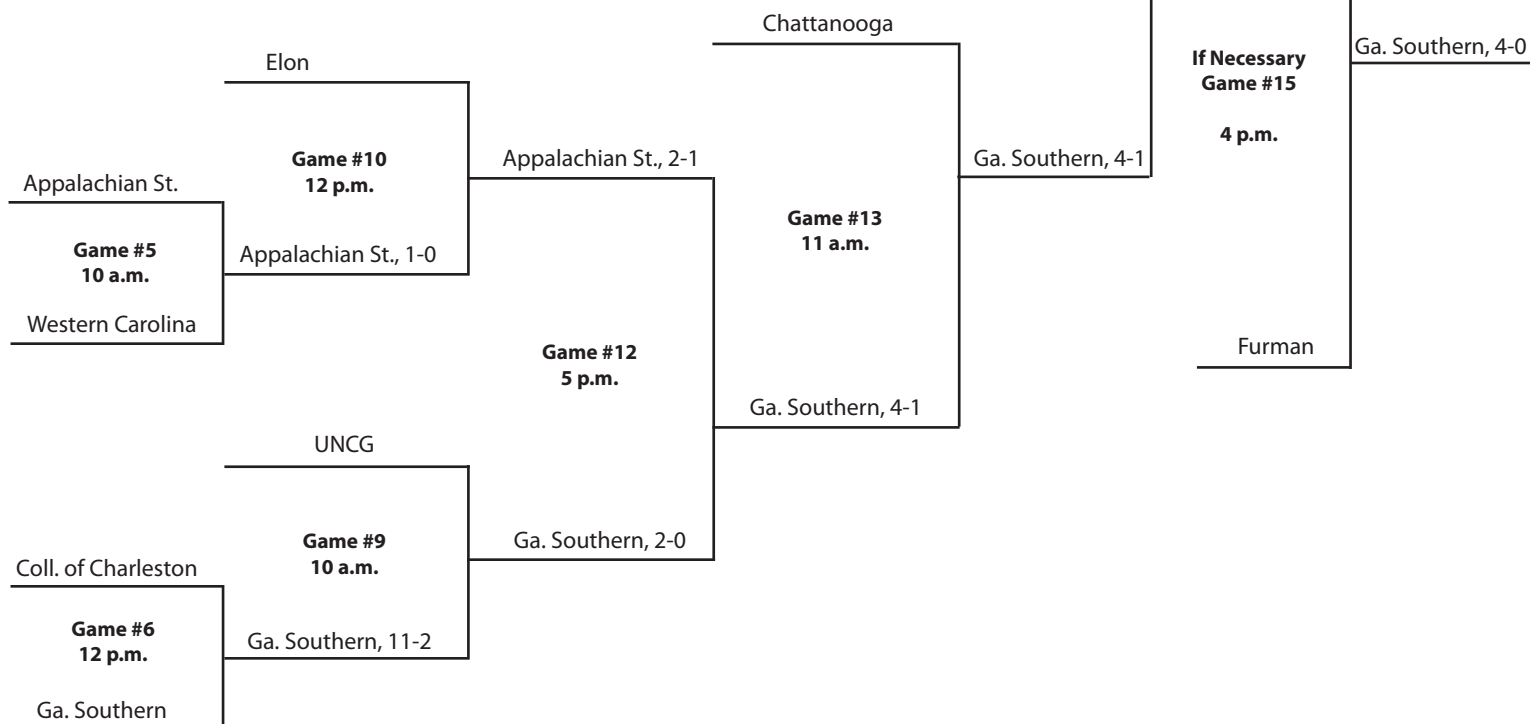 Chattanooga
Ga. Southern, 4-0
If Necessary
Game #15
4 p.m.
Elon
Game #10
12 p.m.
Appalachian St., 2-1
Ga. Southern, 4-1
Appalachian St.
Game #13
11 a.m.
Game #5
10 a.m.
Appalachian St., 1-0
Western Carolina
Game #12
5 p.m.
Furman
Ga. Southern, 4-1
UNCG
Game #9
10 a.m.
Ga. Southern, 2-0
Coll. of Charleston
Game #6
12 p.m.
Ga. Southern, 11-2
Ga. Southern